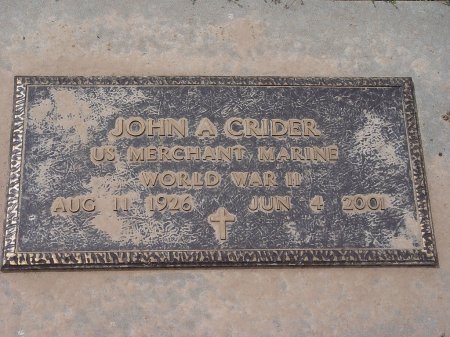 JOHN A CRIDER
US MERCHANT MARINE
WORLD WAR II
AUG 11 1926 JUN 4 2001